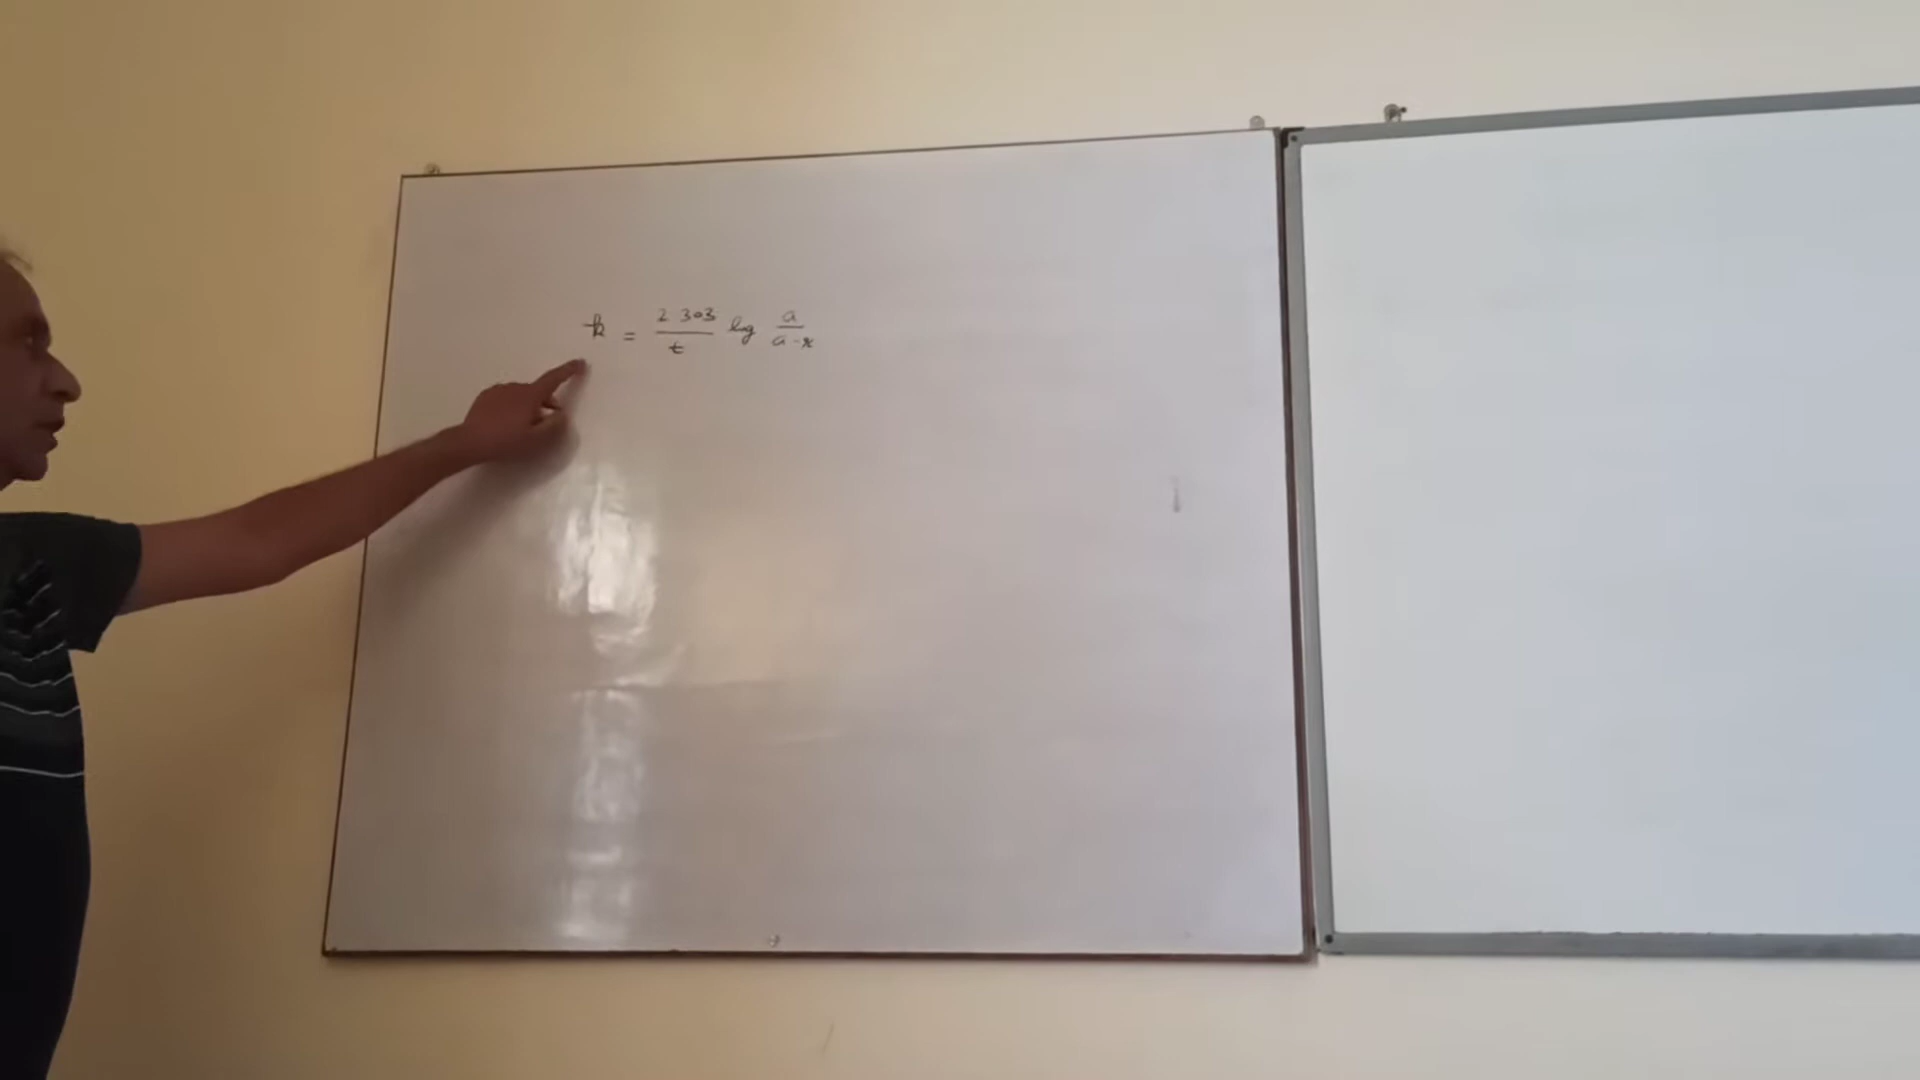 k = 2 303 / t log a / a - x